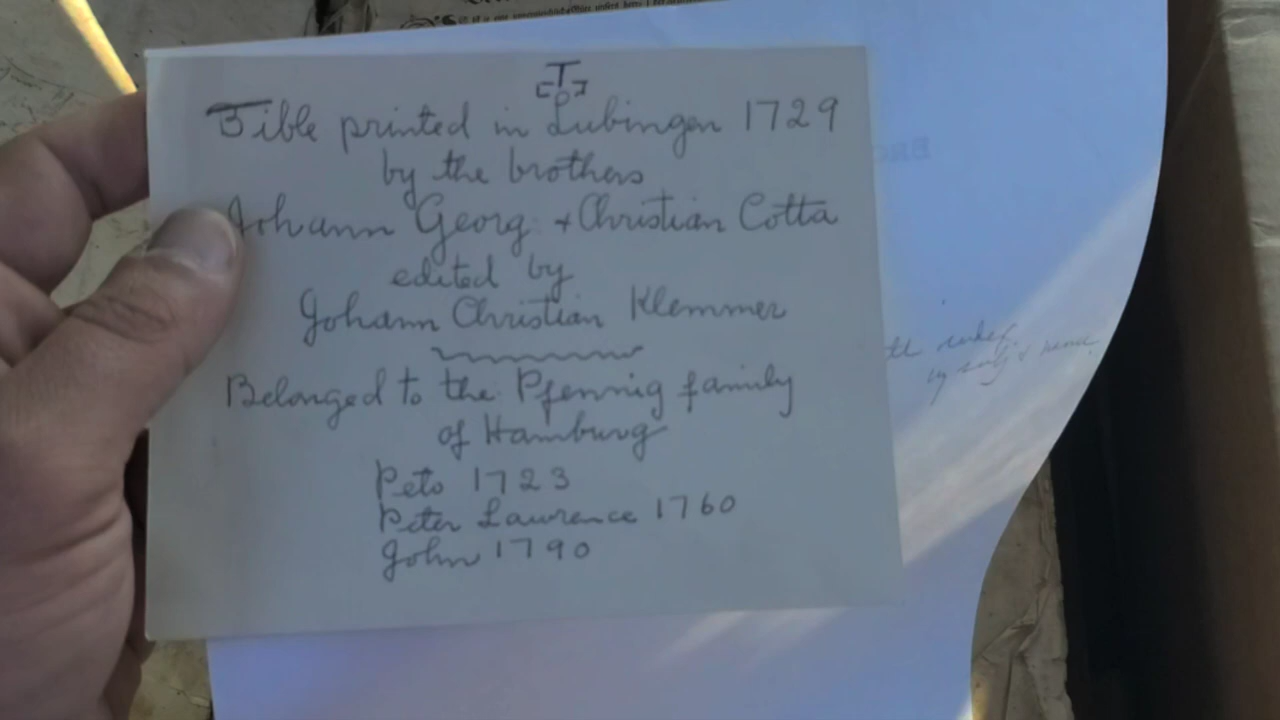 [T]
Bible printed in Lubingen 1729
by the brothers
Johann Georg + Christian Cotta
edited by
Johann Christian Klemmer
Belonged to the Pfennig family
of Hamburg
Peto 1723
Peter Lawrence 1760
John 1790